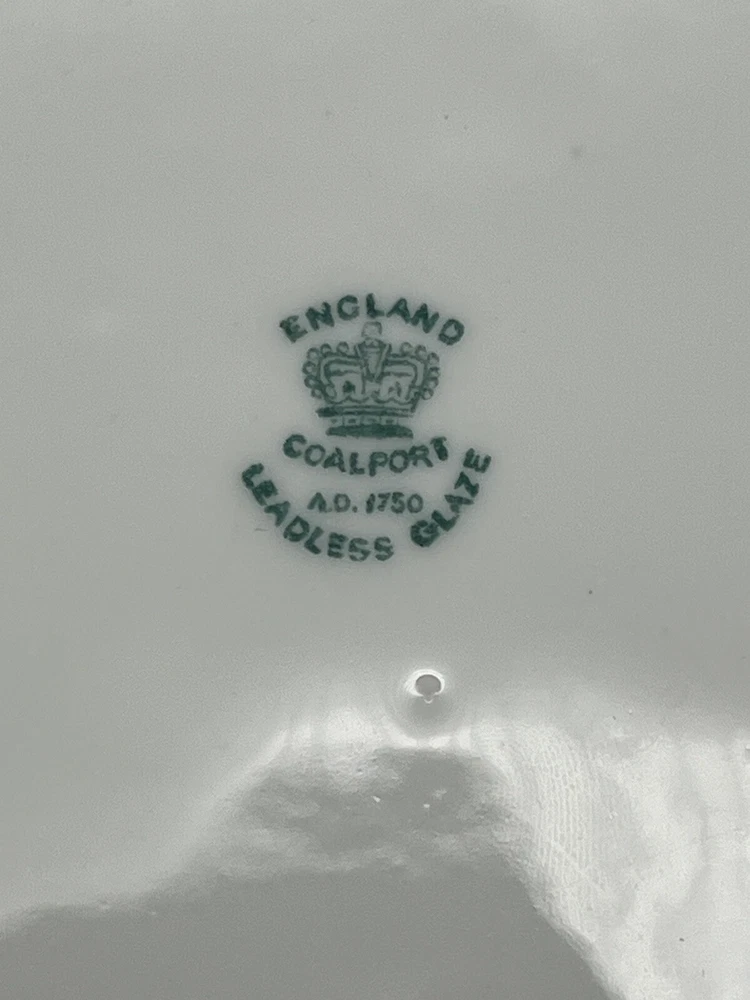 ENGLAND
COALPORT
A.D. 1750
LEADLESS GLAZE